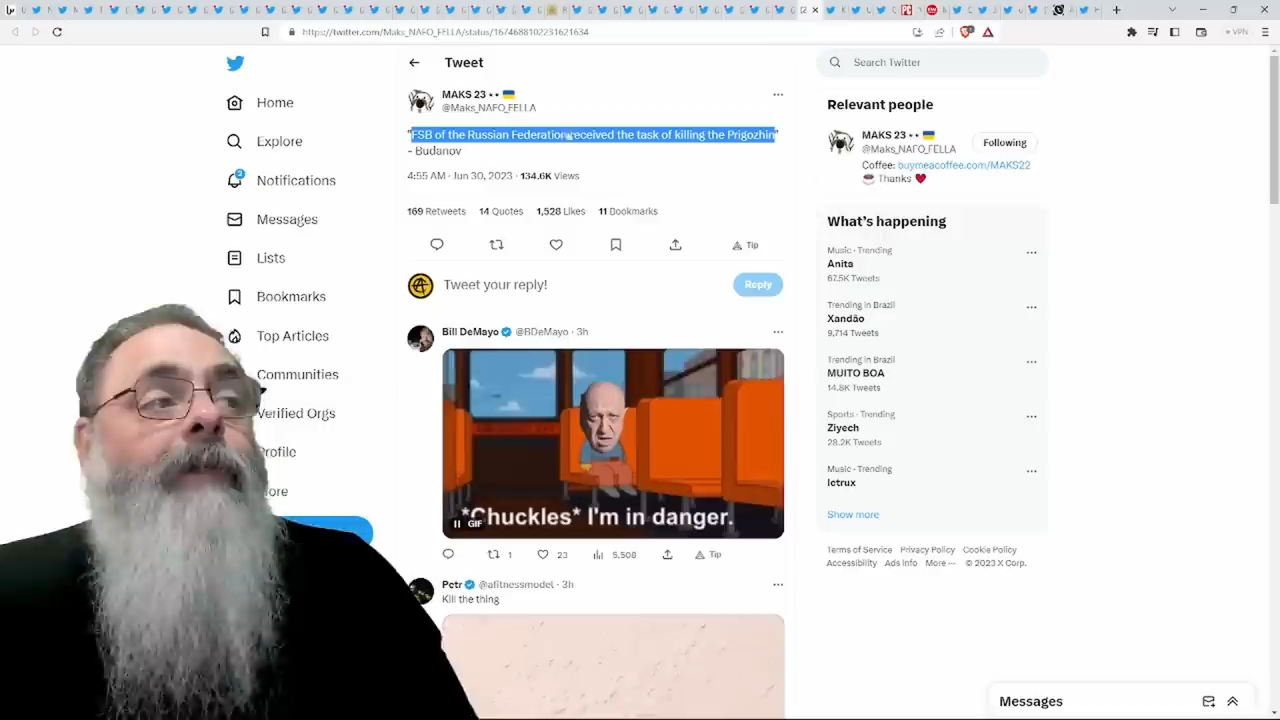 https://twitter.com/Maks_NAFO_FELLA/status/1674688102231621634
VPN
Home
Explore
2
Notifications
Messages
Lists
Bookmarks
Top Articles
Communities
Verified Orgs
rofile
ore
Tweet
MAKS 23
@Maks_NAFO_FELLA
"FSB of the Russian Federation received the task of killing the Prigozhin"
- Budanov
4:55 AM · Jun 30, 2023 · 134.6K Views
169 Retweets 14 Quotes 1,528 Likes 11 Bookmarks
Tip
Tweet your reply!
Reply
Bill DeMayo @BDeMayo · 3h
*Chuckles* I'm in danger.
GIF
1 23 5,508 Tip
Petr @afitnessmodel · 3h
Kill the thing
Search Twitter
Relevant people
MAKS 23
@Maks_NAFO_FELLA
Following
Coffee: buymeacoffee.com/MAKS22
Thanks
What's happening
Music · Trending
Anita
67.5K Tweets
Trending in Brazil
Xandão
9,714 Tweets
Trending in Brazil
MUITO BOA
14.8K Tweets
Sports · Trending
Ziyech
28.2K Tweets
Music · Trending
letrux
Show more
Terms of Service Privacy Policy Cookie Policy
Accessibility Ads info More ··· © 2023 X Corp.
Messages